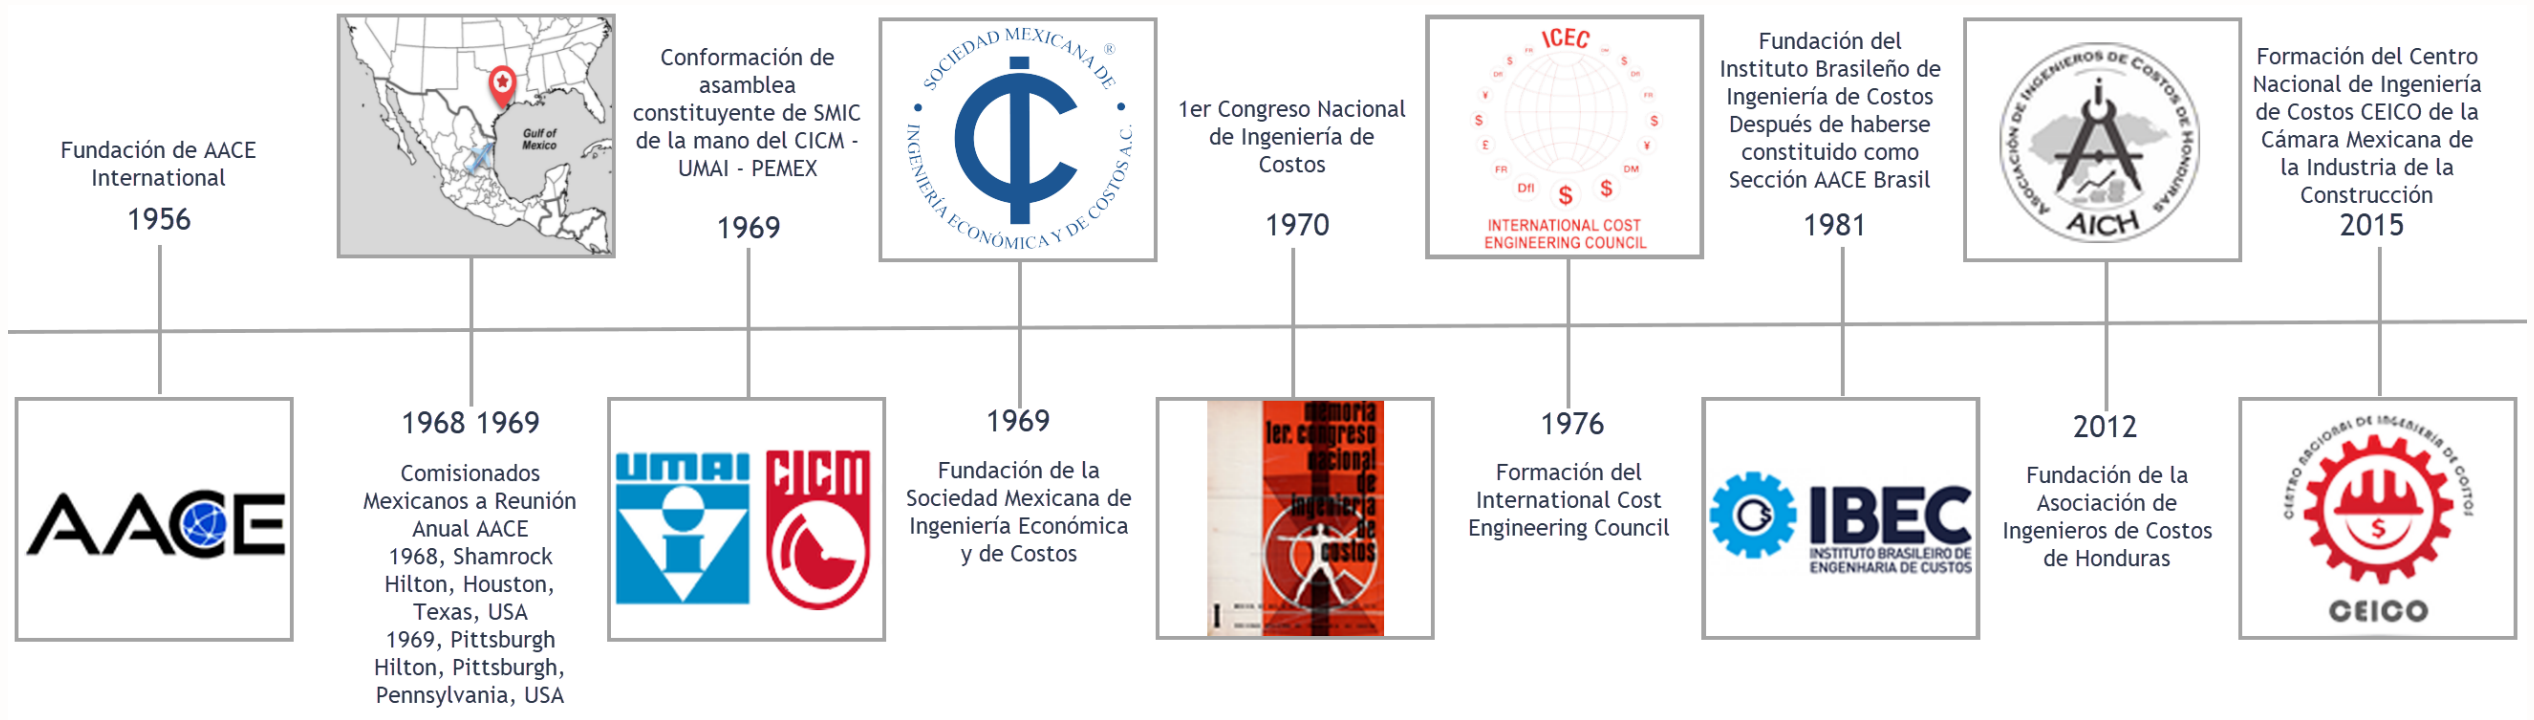 Fundación de AACE
International
1956
AACE
Gulf of
Mexico
1968 1969
Comisionados
Mexicanos a Reunión
Anual AACE
1968, Shamrock
Hilton, Houston,
Texas, USA
1969, Pittsburgh
Hilton, Pittsburgh,
Pennsylvania, USA
Conformación de
asamblea
constituyente de SMIC
de la mano del CICM -
UMAI - PEMEX
1969
UMAI
CICM
SOCIEDAD MEXICANA DE ®
INGENIERÍA ECONÓMICA Y DE COSTOS A.C.
1969
Fundación de la
Sociedad Mexicana de
Ingeniería Económica
y de Costos
1er Congreso Nacional
de Ingeniería de
Costos
1970
memoria
1er. congreso
nacional
de
ingeniería
de
costos
ICEC
INTERNATIONAL COST
ENGINEERING COUNCIL
FR
DM
$
$
Dfl
Dfl
¥
FR
$
$
£
¥
FR
DM
Dfl
$
$
1976
Formación del
International Cost
Engineering Council
Fundación del
Instituto Brasileño de
Ingeniería de Costos
Después de haberse
constituido como
Sección AACE Brasil
1981
IBEC
INSTITUTO BRASILEIRO DE
ENGENHARIA DE CUSTOS
ASOCIACIÓN DE INGENIEROS DE COSTOS DE HONDURAS
AICH
2012
Fundación de la
Asociación de
Ingenieros de Costos
de Honduras
Formación del Centro
Nacional de Ingeniería
de Costos CEICO de la
Cámara Mexicana de
la Industria de la
Construcción
2015
CENTRO NACIONAL DE INGENIERÍA DE COSTOS
$
CEICO